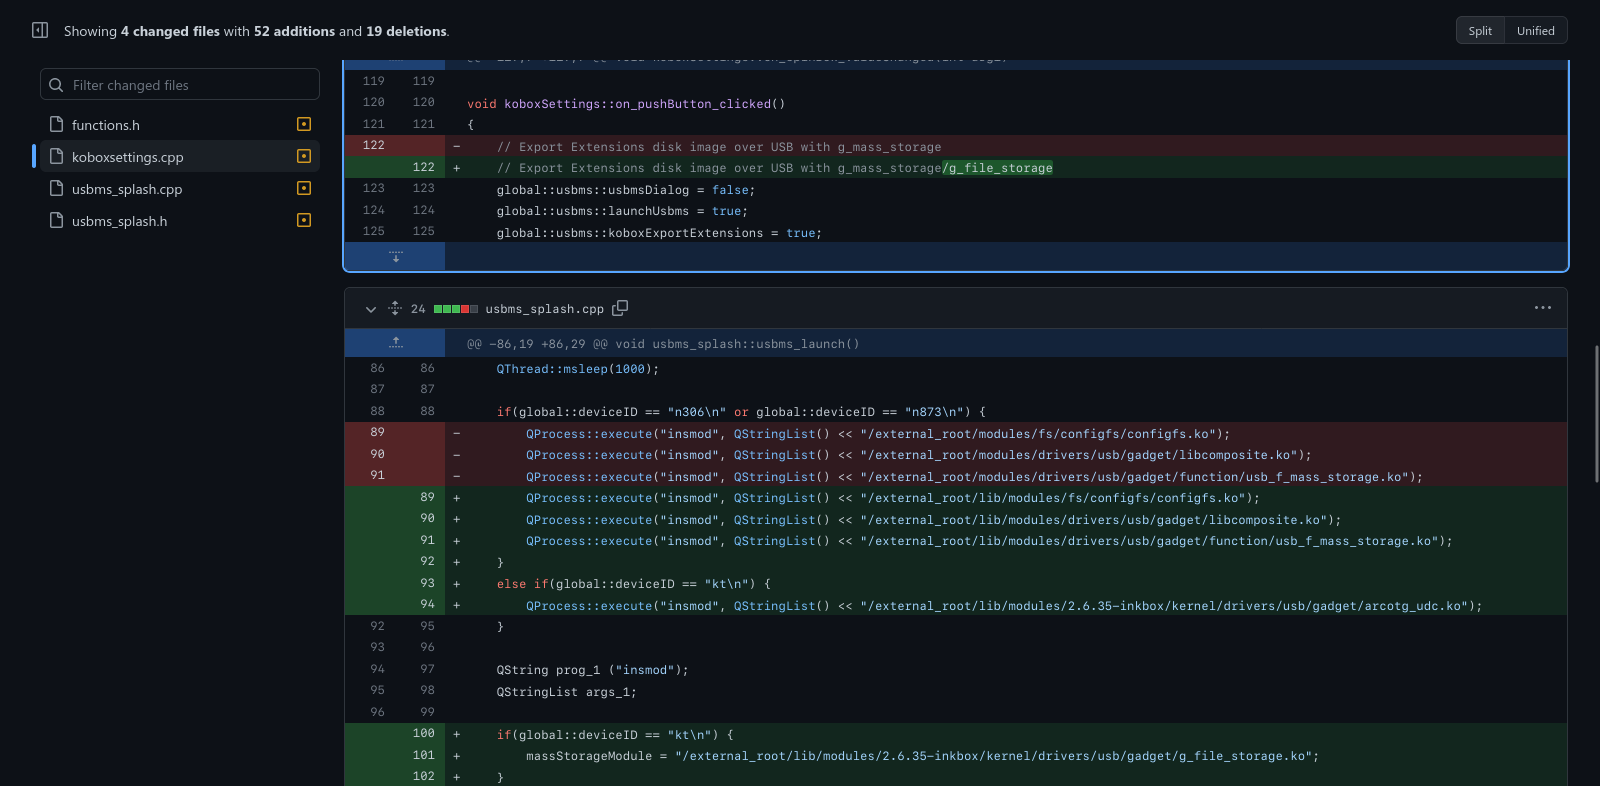 Showing 4 changed files with 52 additions and 19 deletions.
Split Unified
Filter changed files
functions.h
koboxsettings.cpp
usbms_splash.cpp
usbms_splash.h
119 119
120 120 void koboxSettings::on_pushButton_clicked()
121 121 {
122 - // Export Extensions disk image over USB with g_mass_storage
122 + // Export Extensions disk image over USB with g_mass_storage/g_file_storage
123 123 global::usbms::usbmsDialog = false;
124 124 global::usbms::launchUsbms = true;
125 125 global::usbms::koboxExportExtensions = true;
24 usbms_splash.cpp
@@ -86,19 +86,29 @@ void usbms_splash::usbms_launch()
86 86 QThread::msleep(1000);
87 87
88 88 if(global::deviceID == "n306\n" or global::deviceID == "n873\n") {
89 - QProcess::execute("insmod", QStringList() << "/external_root/modules/fs/configfs/configfs.ko");
90 - QProcess::execute("insmod", QStringList() << "/external_root/modules/drivers/usb/gadget/libcomposite.ko");
91 - QProcess::execute("insmod", QStringList() << "/external_root/modules/drivers/usb/gadget/function/usb_f_mass_storage.ko");
89 + QProcess::execute("insmod", QStringList() << "/external_root/lib/modules/fs/configfs/configfs.ko");
90 + QProcess::execute("insmod", QStringList() << "/external_root/lib/modules/drivers/usb/gadget/libcomposite.ko");
91 + QProcess::execute("insmod", QStringList() << "/external_root/lib/modules/drivers/usb/gadget/function/usb_f_mass_storage.ko");
92 + }
93 + else if(global::deviceID == "kt\n") {
94 + QProcess::execute("insmod", QStringList() << "/external_root/lib/modules/2.6.35-inkbox/kernel/drivers/usb/gadget/arcotg_udc.ko");
92 95 }
93 96
94 97 QString prog_1 ("insmod");
95 98 QStringList args_1;
96 99
100 + if(global::deviceID == "kt\n") {
101 + massStorageModule = "/external_root/lib/modules/2.6.35-inkbox/kernel/drivers/usb/gadget/g_file_storage.ko";
102 + }